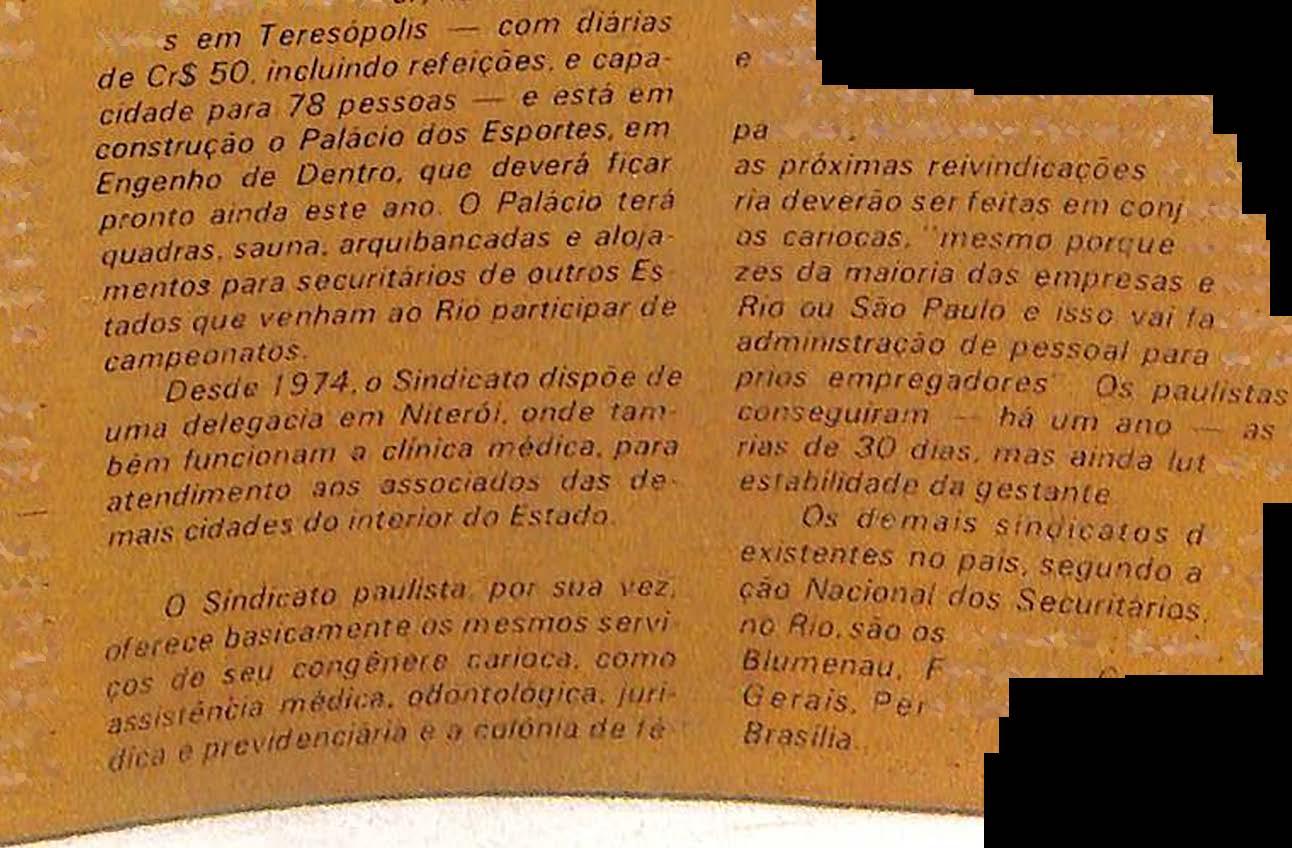 s em Teresópolis — com diárias
de Cr$ 50, incluindo refeições, e capa-
cidade para 78 pessoas — e está em
construção o Palácio dos Esportes, em
Engenho de Dentro, que deverá ficar
pronto ainda este ano. O Palácio terá
quadras, sauna, arquibancadas e aloja-
mentos para securitários de outros Es-
tados que venham ao Rio participar de
campeonatos.
Desde 1974, o Sindicato dispõe de
uma delegacia em Niterói, onde tam-
bém funcionam a clínica médica, para
atendimento aos associados das de-
mais cidades do interior do Estado.
O Sindicato paulista, por sua vez,
oferece basicamente os mesmos servi-
ços de seu congênere carioca, como
assistência médica, odontológica, jurí-
dica e previdenciária e a colônia de fé-
e
pa
as próximas reivindicações
ria deverão ser feitas em conj
os cariocas, "mesmo porque
zes da maioria das empresas e
Rio ou São Paulo e isso vai fa
administração de pessoal para
prios empregadores" Os paulistas
conseguiram — há um ano — as
rias de 30 dias, mas ainda lut
estabilidade da gestante
Os demais sindicatos d
existentes no país, segundo a
ção Nacional dos Securitários,
no Rio, são os
Blumenau, F
Gerais, Per
Brasília.